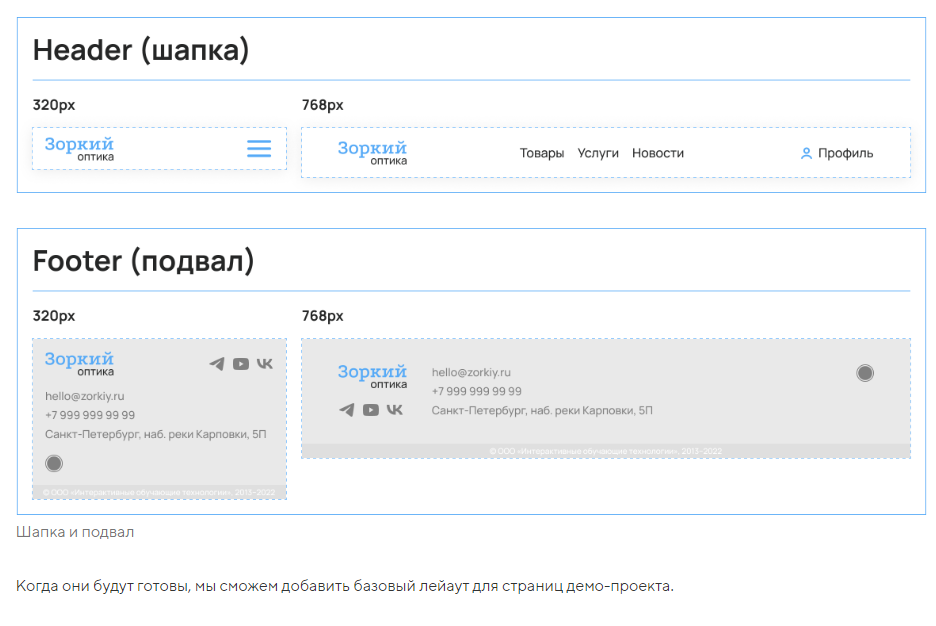 Header (шапка)
320px
768px
Зоркий
оптика
Зоркий
оптика
Товары Услуги Новости
Профиль
Footer (подвал)
320px
768px
Зоркий
оптика
hello@zorkiy.ru
+7 999 999 99 99
Санкт-Петербург, наб. реки Карповки, 5П
© ООО «Интерактивные обучающие технологии», 2013–2022
Зоркий
оптика
hello@zorkiy.ru
+7 999 999 99 99
Санкт-Петербург, наб. реки Карповки, 5П
© ООО «Интерактивные обучающие технологии», 2013–2022
Шапка и подвал
Когда они будут готовы, мы сможем добавить базовый лейаут для страниц демо-проекта.